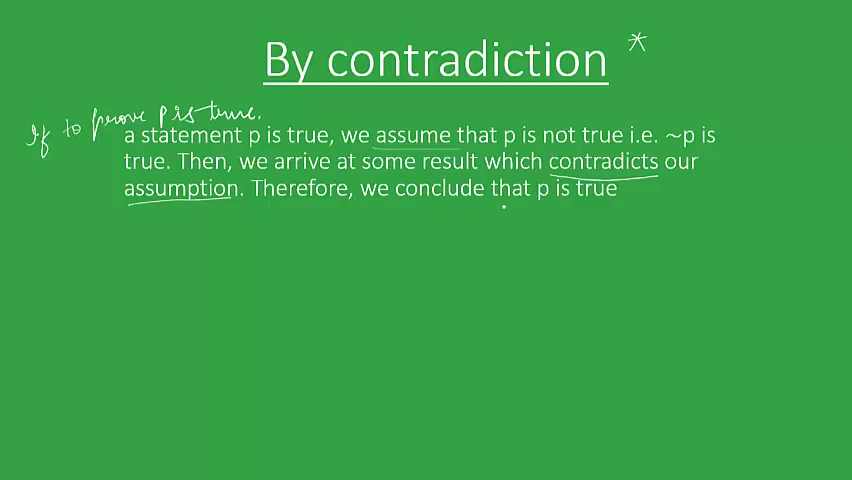 By contradiction *
If to prove p is true.
a statement p is true, we assume that p is not true i.e. ~p is
true. Then, we arrive at some result which contradicts our
assumption. Therefore, we conclude that p is true